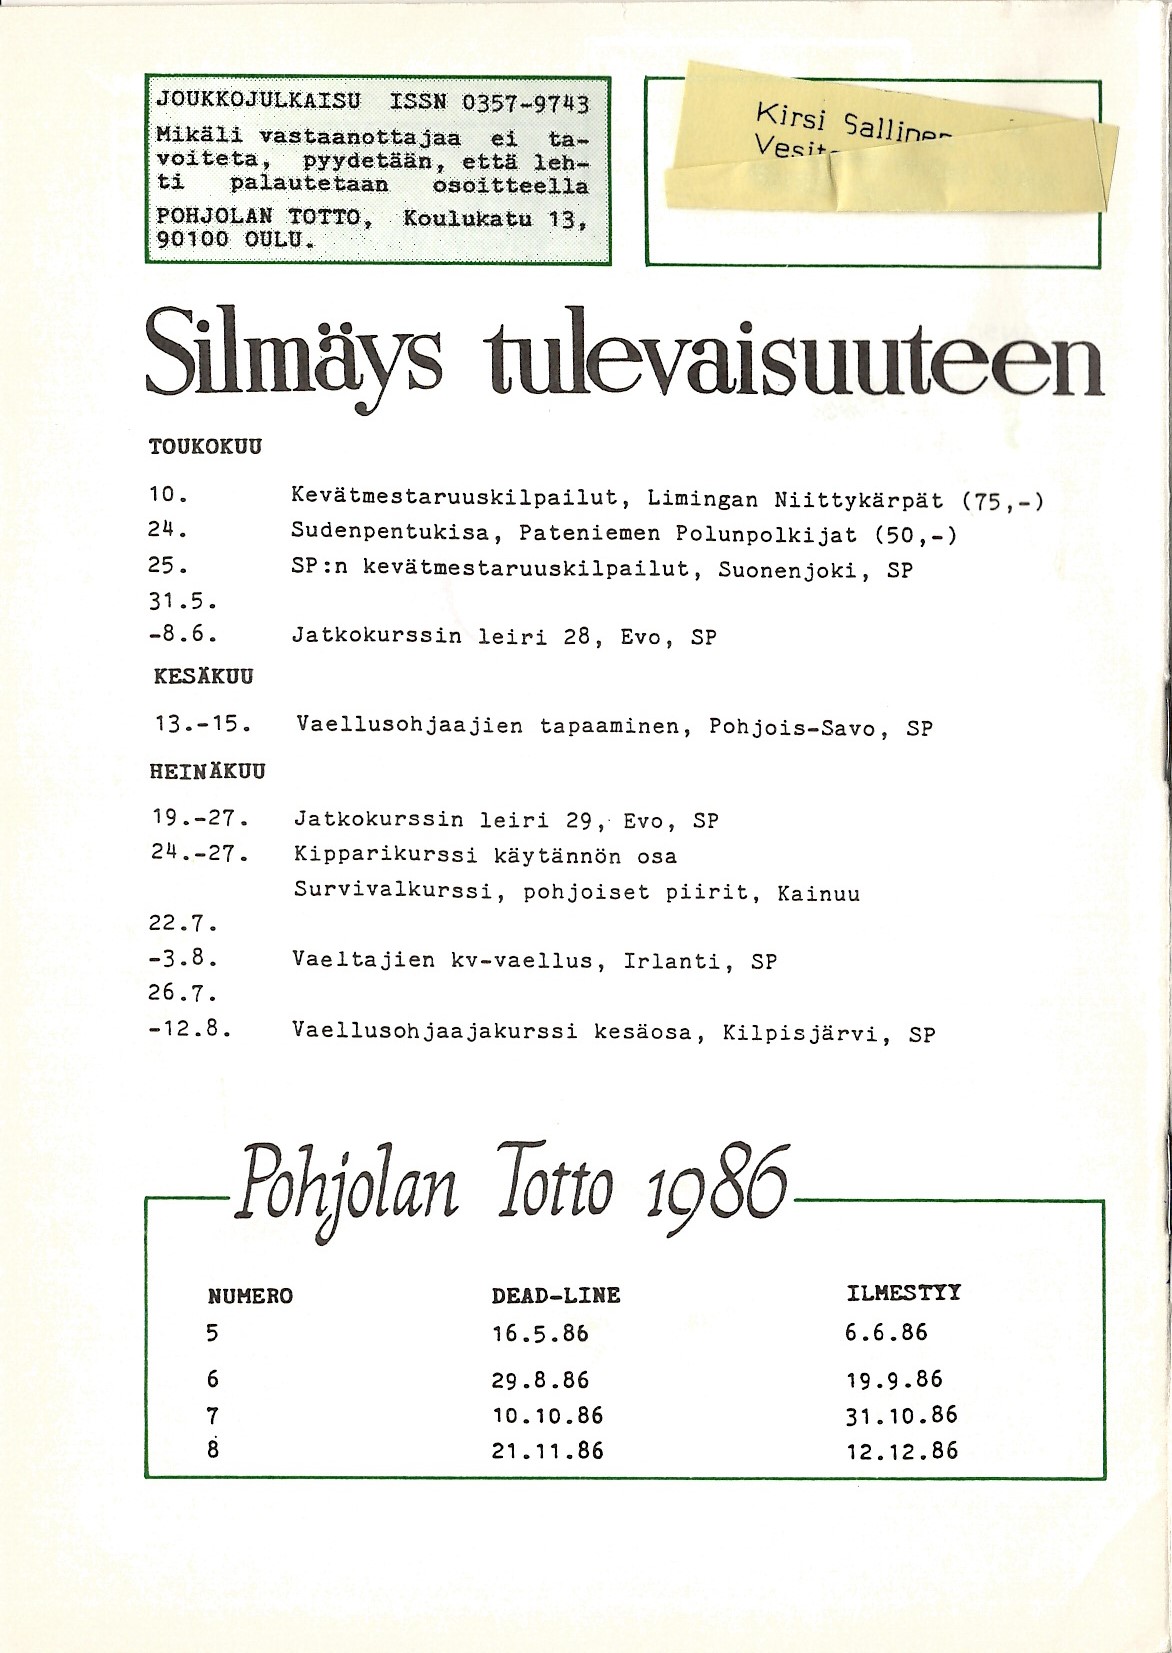 JOUKKOJULKAISU ISSN 0357-9743
Mikäli vastaanottajaa ei ta-
voiteta, pyydetään, että leh-
ti palautetaan osoitteella
POHJOLAN TOTTO, Koulukatu 13,
90100 OULU.
Kirsi Sallinen
Silmäys tulevaisuuteen
TOUKOKUU
10. Kevätmestaruuskilpailut, Limingan Niittykärpät (75,-)
24. Sudenpentukisa, Pateniemen Polunpolkijat (50,-)
25. SP:n kevätmestaruuskilpailut, Suonenjoki, SP
31.5.
-8.6. Jatkokurssin leiri 28, Evo, SP
KESÄKUU
13.-15. Vaellusohjaajien tapaaminen, Pohjois-Savo, SP
HEINÄKUU
19.-27. Jatkokurssin leiri 29, Evo, SP
24.-27. Kipparikurssi käytännön osa
Survivalkurssi, pohjoiset piirit, Kainuu
22.7.
-3.8. Vaeltajien kv-vaellus, Irlanti, SP
26.7.
-12.8. Vaellusohjaajakurssi kesäosa, Kilpisjärvi, SP
Pohjolan Totto 1986
NUMERO DEAD-LINE ILMESTYY
5 16.5.86 6.6.86
6 29.8.86 19.9.86
7 10.10.86 31.10.86
8 21.11.86 12.12.86